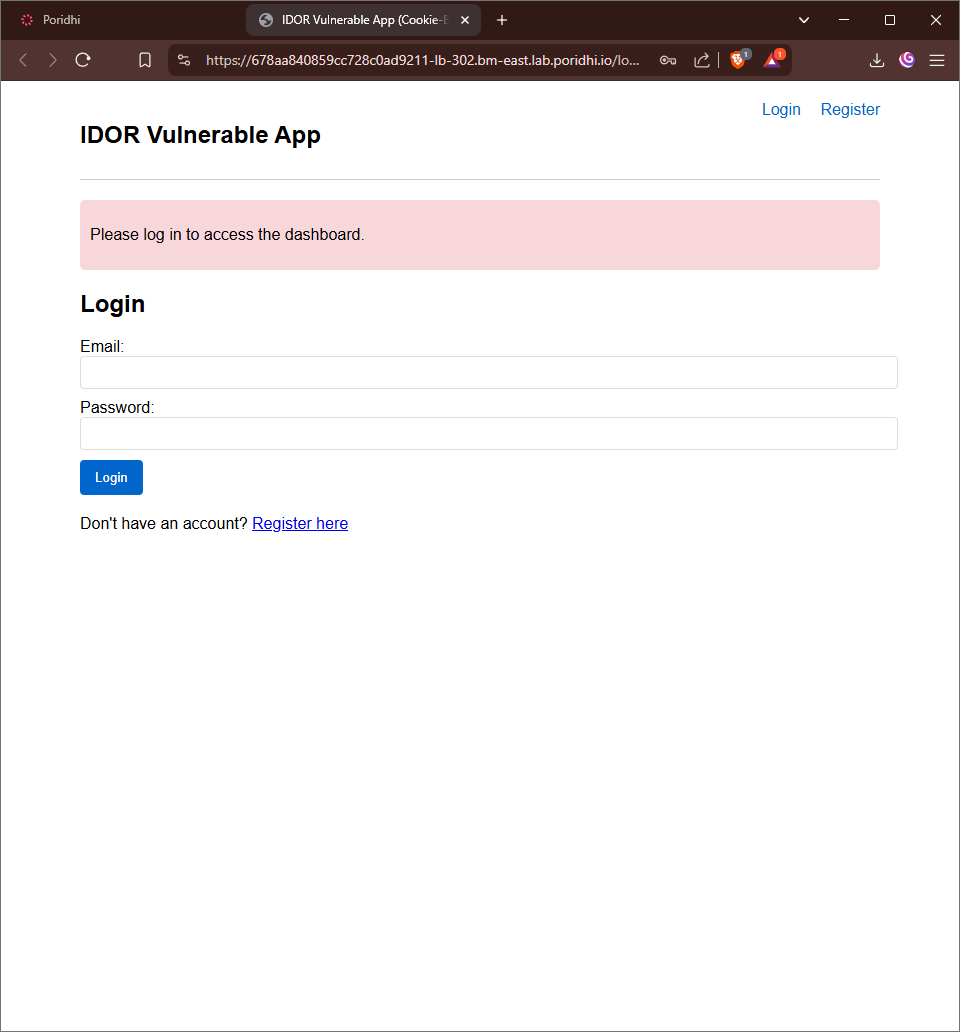 Poridhi
IDOR Vulnerable App (Cookie-
https://678aa840859cc728c0ad9211-lb-302.bm-east.lab.poridhi.io/lo...
1
1
Login
Register
IDOR Vulnerable App
Please log in to access the dashboard.
Login
Email:
Password:
Login
Don't have an account? Register here